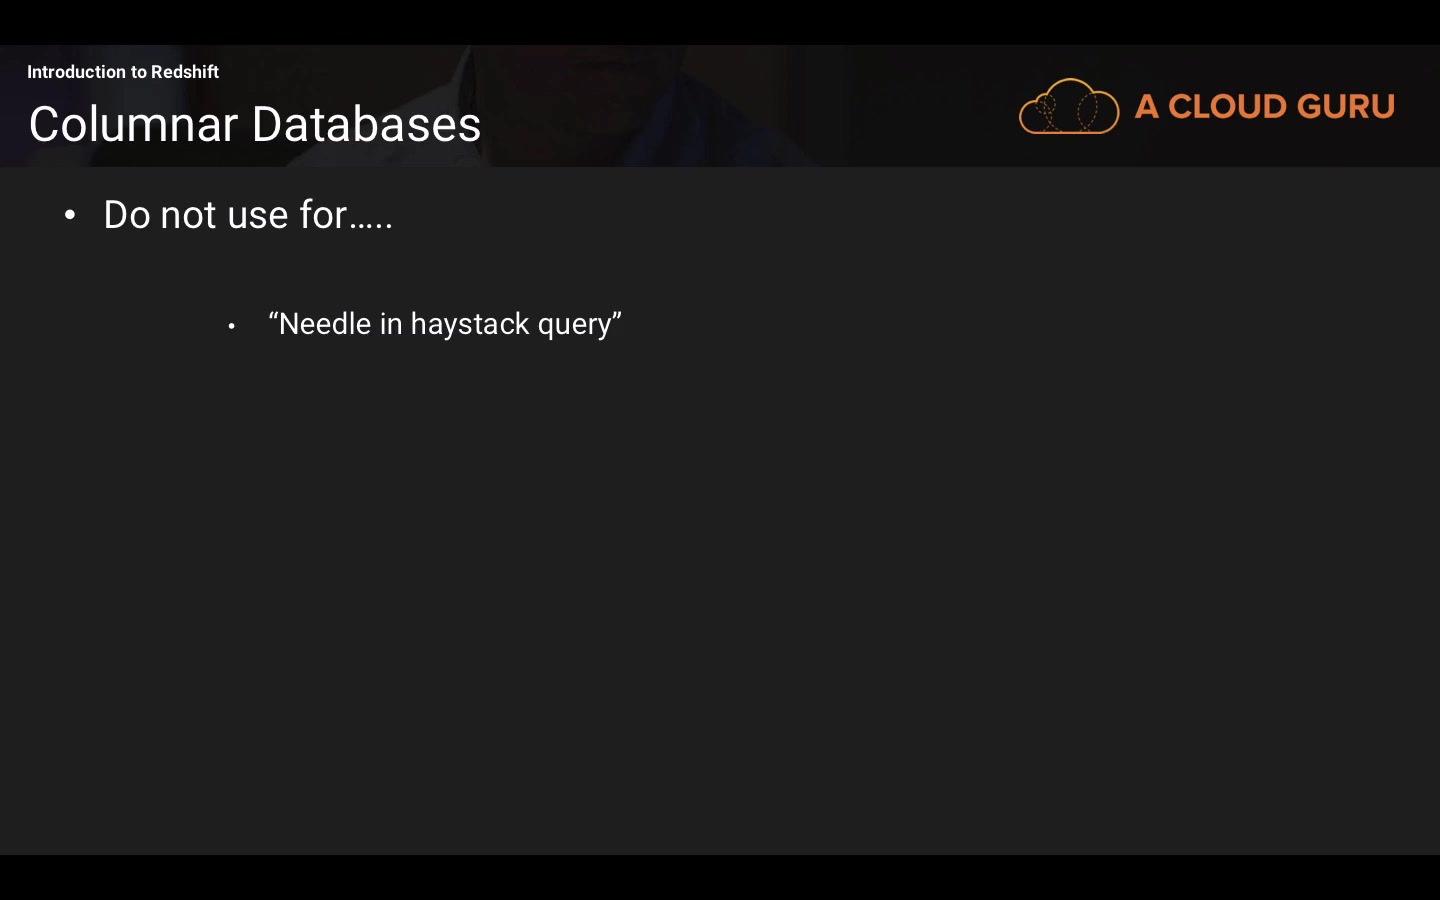 Introduction to Redshift
Columnar Databases
A CLOUD GURU
• Do not use for.....
• “Needle in haystack query”